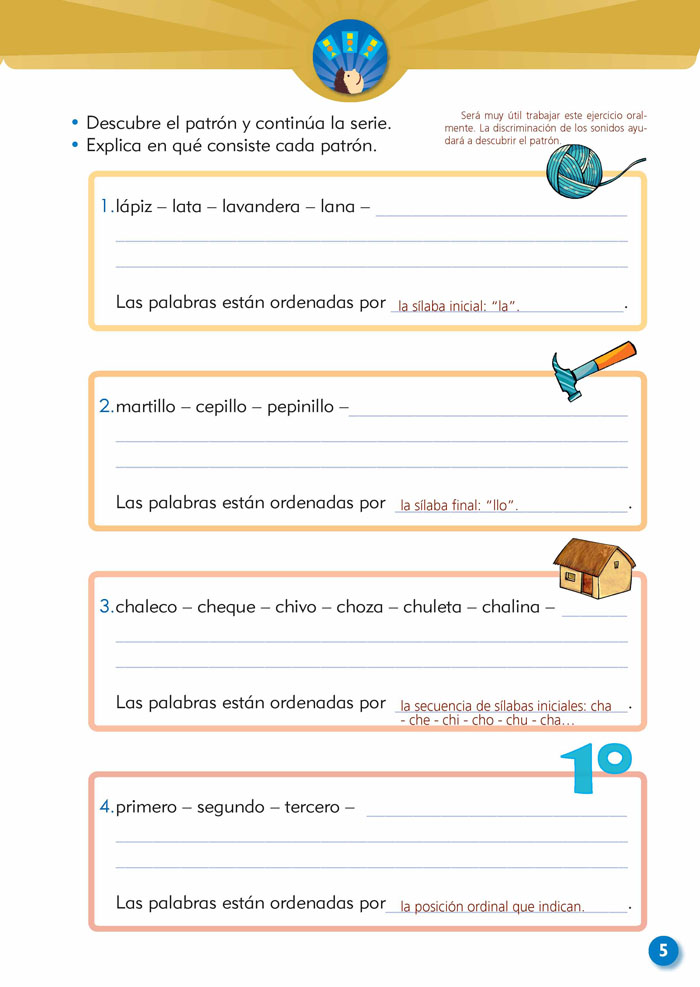 • Descubre el patrón y continúa la serie.
• Explica en qué consiste cada patrón.
Será muy útil trabajar este ejercicio oral-
mente. La discriminación de los sonidos ayu-
dará a descubrir el patrón.
1. lápiz – lata – lavandera – lana –
Las palabras están ordenadas por la sílaba inicial: “la”. .
2. martillo – cepillo – pepinillo –
Las palabras están ordenadas por la sílaba final: “llo”. .
3. chaleco – cheque – chivo – choza – chuleta – chalina –
Las palabras están ordenadas por la secuencia de sílabas iniciales: cha .
- che - chi - cho - chu - cha...
1º
4. primero – segundo – tercero –
Las palabras están ordenadas por la posición ordinal que indican. .
5